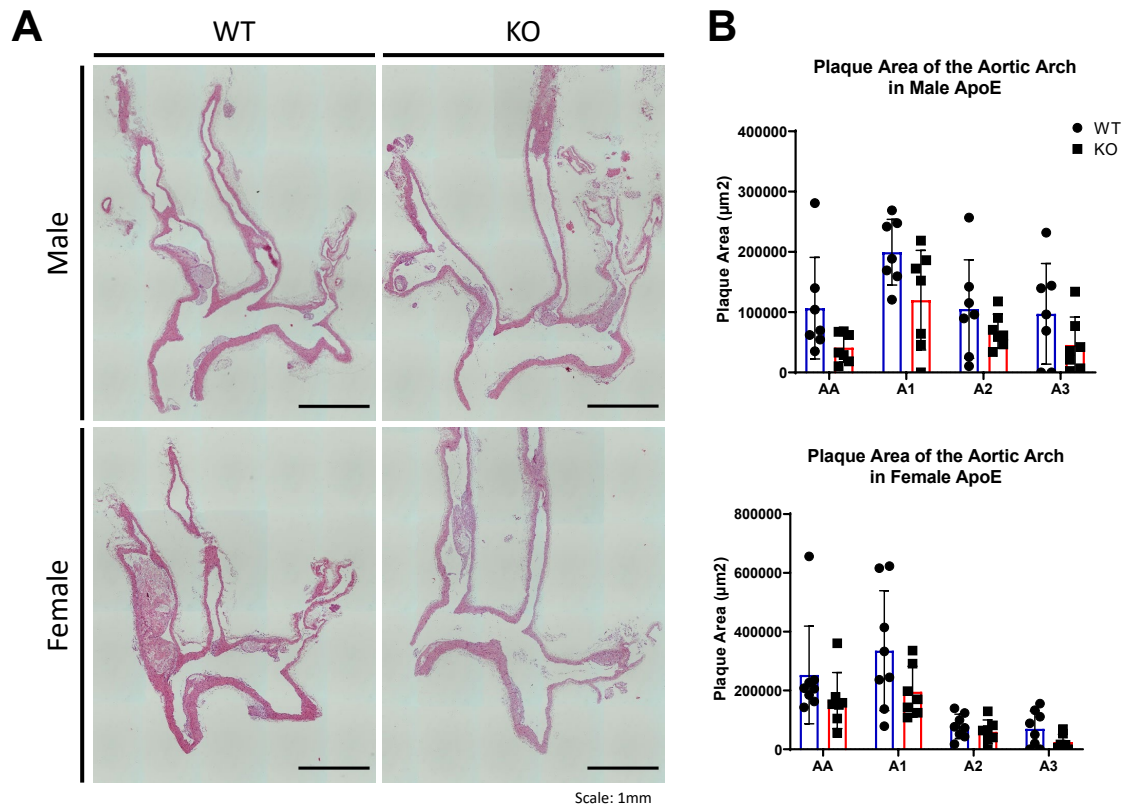 A
WT
KO
Male
Female
Scale: 1mm
B
Plaque Area of the Aortic Arch
in Male ApoE
WT
KO
Plaque Area (µm2)
400000
300000
200000
100000
0
AA A1 A2 A3
Plaque Area of the Aortic Arch
in Female ApoE
Plaque Area (µm2)
800000
600000
400000
200000
0
AA A1 A2 A3